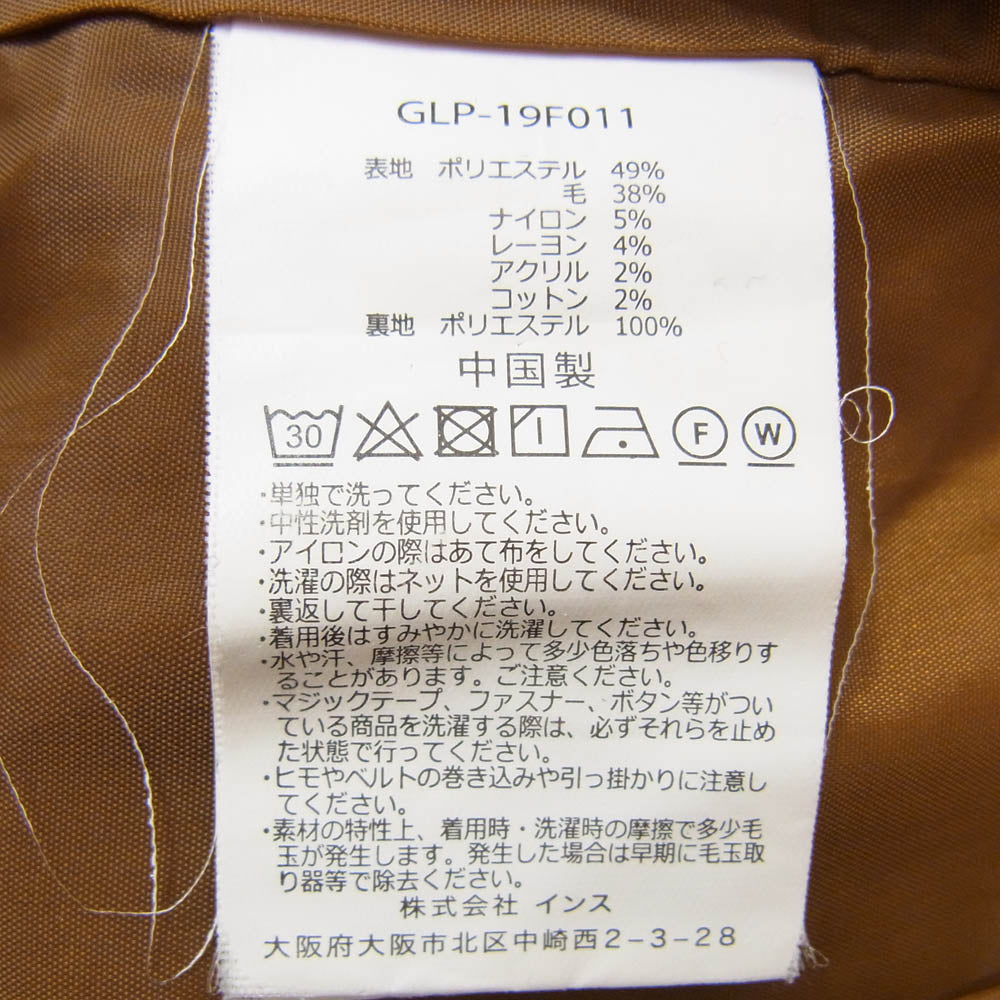 GLP-19F011
表地 ポリエステル 49%
毛 38%
ナイロン 5%
レーヨン 4%
アクリル 2%
コットン 2%
裏地 ポリエステル 100%
中国製
30 F W
・単独で洗ってください。
・中性洗剤を使用してください。
・アイロンの際はあて布をしてください。
・洗濯の際はネットを使用してください。
・裏返して干してください。
・着用後はすみやかに洗濯してください。
・水や汗、摩擦等によって多少色落ちや色移りす
ることがあります。ご注意ください。
・マジックテープ、ファスナー、ボタン等がつい
ている商品を洗濯する際は、必ずそれらを止め
た状態で行ってください。
・ヒモやベルトの巻き込みや引っ掛かりに注意し
てください。
・素材の特性上、着用時・洗濯時の摩擦で多少毛
玉が発生します。発生した場合は早期に毛玉取
り器等で除去ください。
株式会社 インス
大阪府大阪市北区中崎西2-3-28